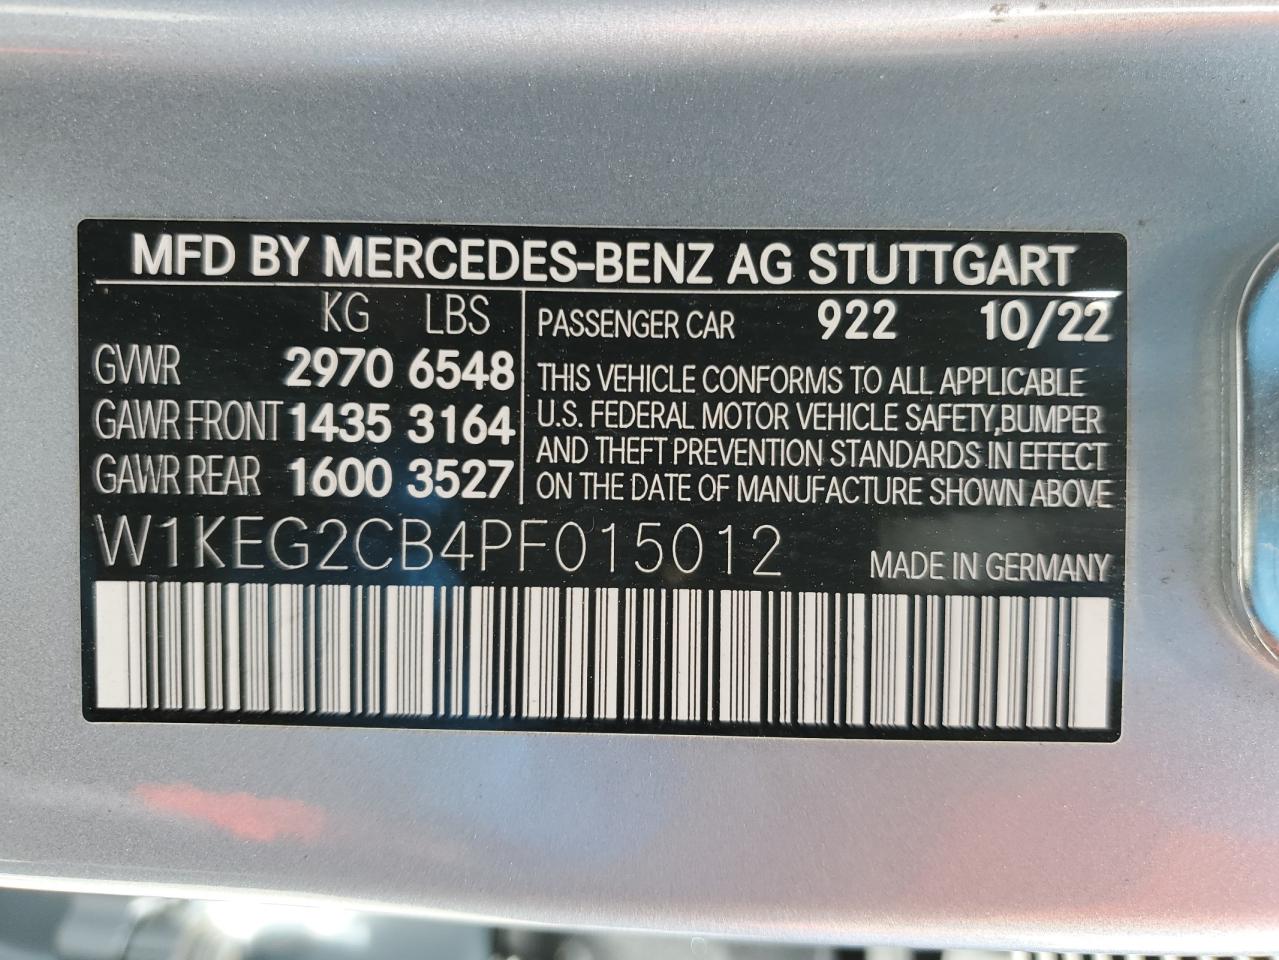 MFD BY MERCEDES-BENZ AG STUTTGART
KG LBS
GVWR 2970 6548
GAWR FRONT 1435 3164
GAWR REAR 1600 3527
PASSENGER CAR 922 10/22
THIS VEHICLE CONFORMS TO ALL APPLICABLE
U.S. FEDERAL MOTOR VEHICLE SAFETY,BUMPER
AND THEFT PREVENTION STANDARDS IN EFFECT
ON THE DATE OF MANUFACTURE SHOWN ABOVE
W1KEG2CB4PF015012
MADE IN GERMANY